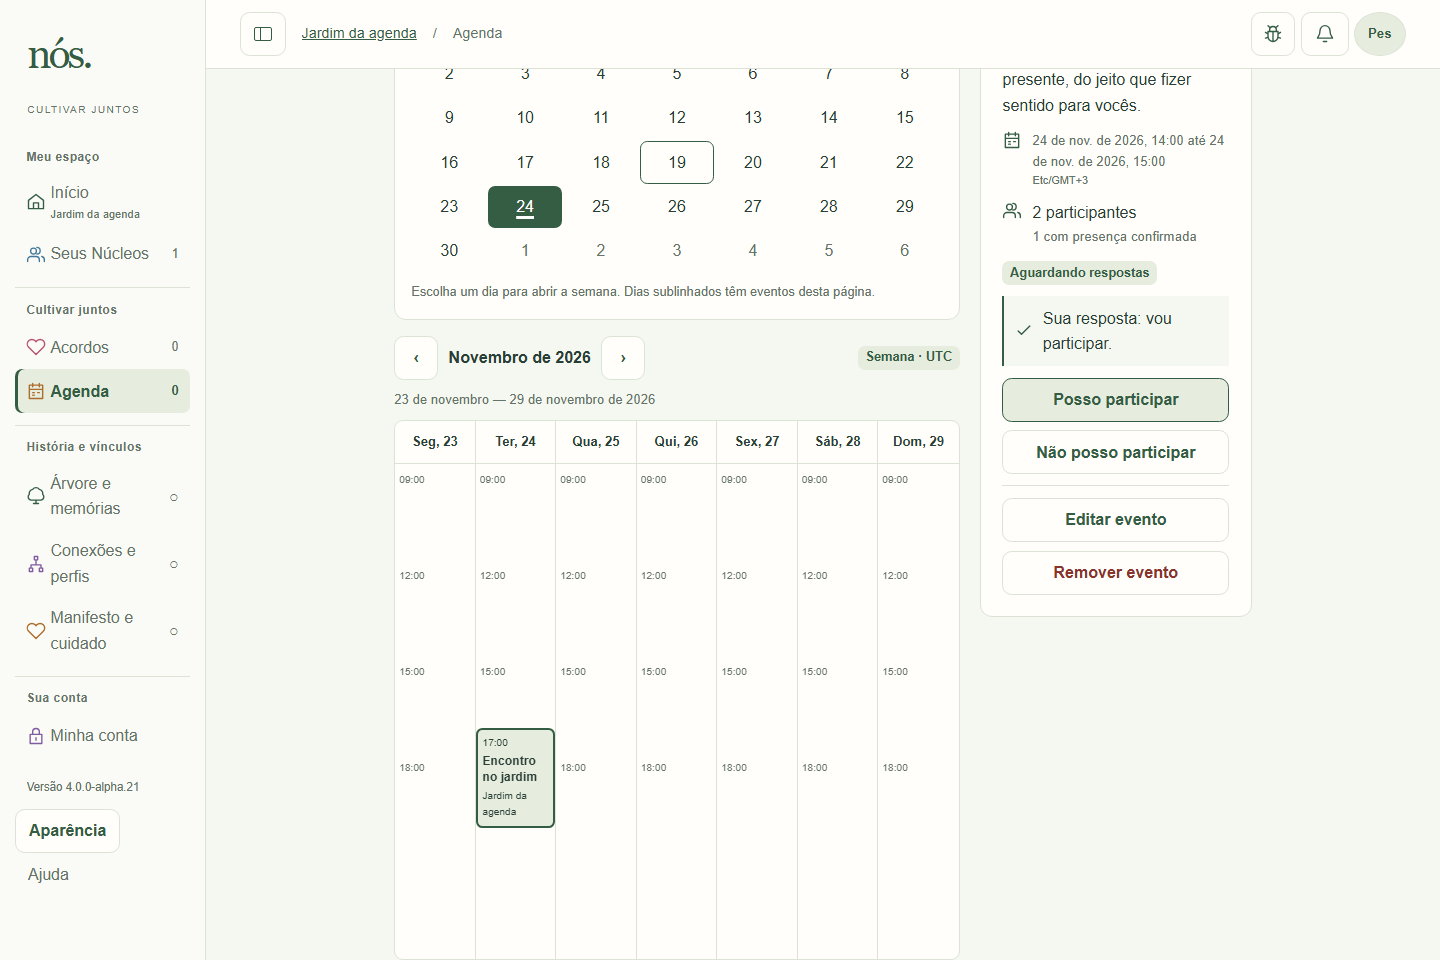 nós.
CULTIVAR JUNTOS
Meu espaço
Início
Jardim da agenda
Seus Núcleos 1
Cultivar juntos
Acordos 0
Agenda 0
História e vínculos
Árvore e
memórias
Conexões e
perfis
Manifesto e
cuidado
Sua conta
Minha conta
Versão 4.0.0-alpha.21
Aparência
Ajuda
Jardim da agenda / Agenda
Pes
2 3 4 5 6 7 8
9 10 11 12 13 14 15
16 17 18 19 20 21 22
23 24 25 26 27 28 29
30 1 2 3 4 5 6
Escolha um dia para abrir a semana. Dias sublinhados têm eventos desta página.
‹ Novembro de 2026 ›
Semana · UTC
23 de novembro — 29 de novembro de 2026
Seg, 23 Ter, 24 Qua, 25 Qui, 26 Sex, 27 Sáb, 28 Dom, 29
09:00 09:00 09:00 09:00 09:00 09:00 09:00
12:00 12:00 12:00 12:00 12:00 12:00 12:00
15:00 15:00 15:00 15:00 15:00 15:00 15:00
17:00
Encontro
no jardim
Jardim da
agenda
18:00 18:00 18:00 18:00 18:00 18:00
presente, do jeito que fizer
sentido para vocês.
24 de nov. de 2026, 14:00 até 24
de nov. de 2026, 15:00
Etc/GMT+3
2 participantes
1 com presença confirmada
Aguardando respostas
Sua resposta: vou
participar.
Posso participar
Não posso participar
Editar evento
Remover evento